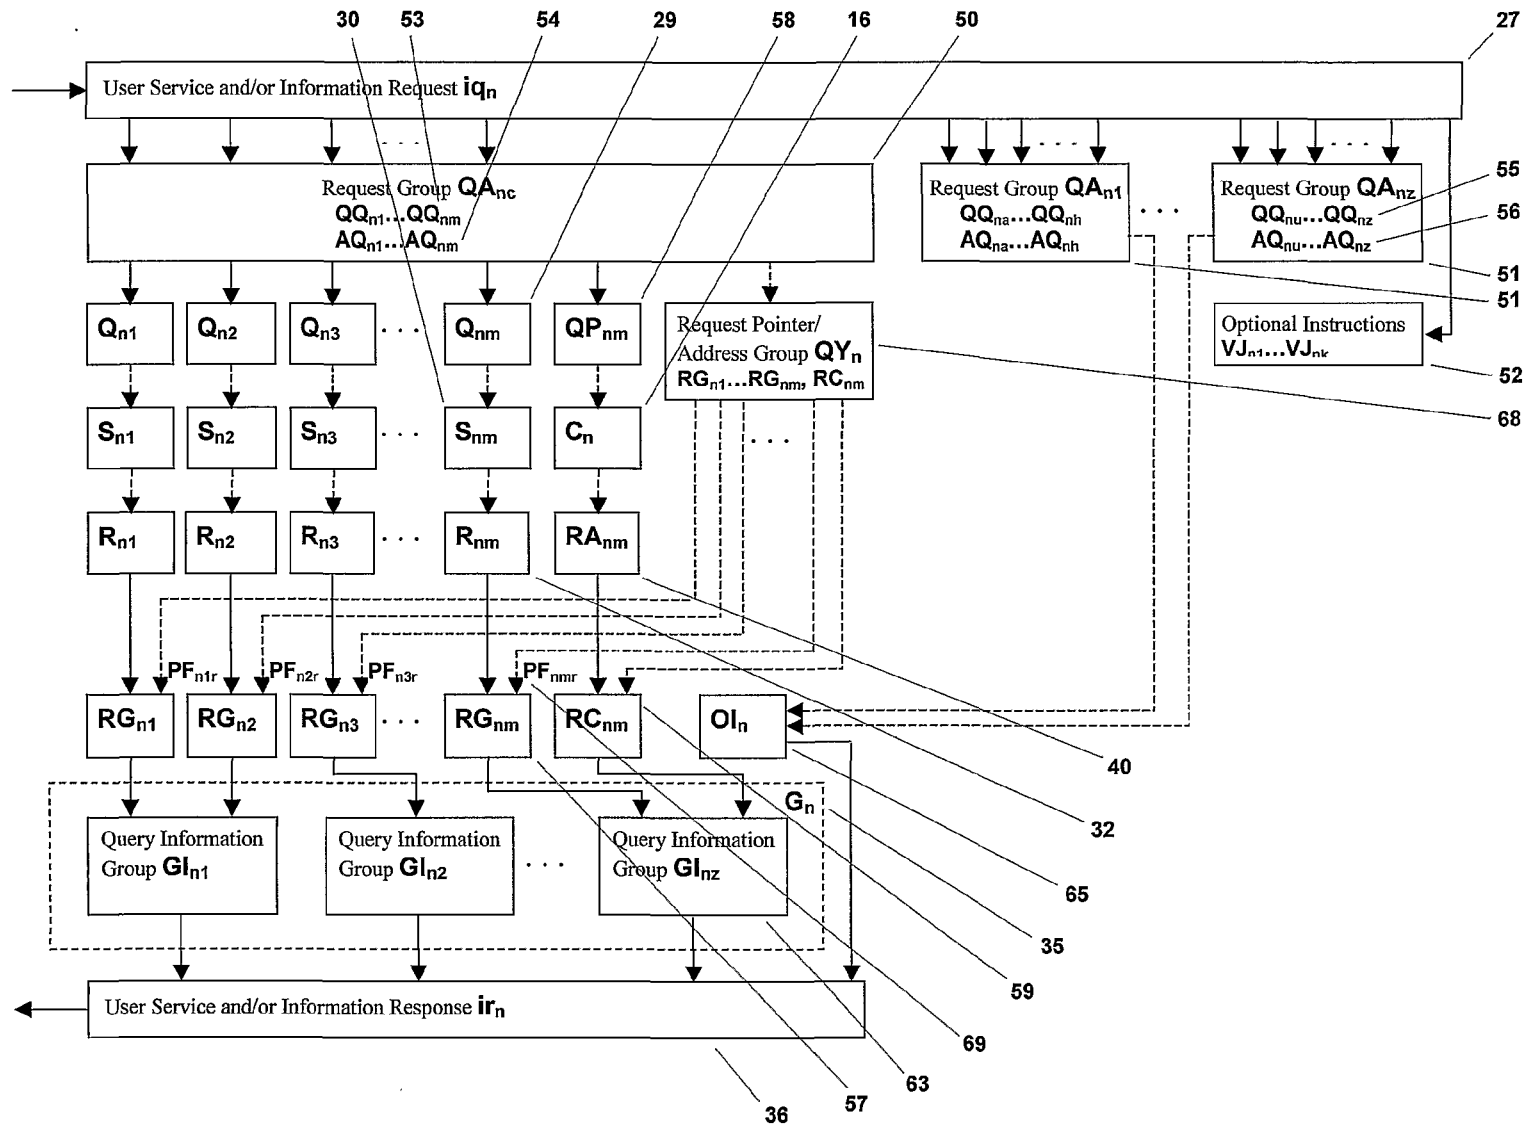 30 53 54 29 58 16 50 27
User Service and/or Information Request iqn
. . . .
. . . .
. . . .
Request Group QAnc
QQn1...QQnm
AQn1...AQnm
Request Group QAn1
QQna...QQnh
AQna...AQnh
. . .
Request Group QAnz
QQnu...QQnz
AQnu...AQnz
55
56
51
51
Qn1 Qn2 Qn3 . . . Qnm QPnm
Request Pointer/
Address Group QYn
RGn1...RGnm, RCnm
Optional Instructions
VJn1...VJnk
52
68
Sn1 Sn2 Sn3 . . . Snm Cn . . .
Rn1 Rn2 Rn3 . . . Rnm RAnm
PFn1r PFn2r PFn3r PFnmr
RGn1 RGn2 RGn3 . . . RGnm RCnm OIn
40
Gn
32
Query Information
Group GIn1
Query Information
Group GIn2
. . .
Query Information
Group GInz
65
35
59
User Service and/or Information Response irn
69
63
57
36